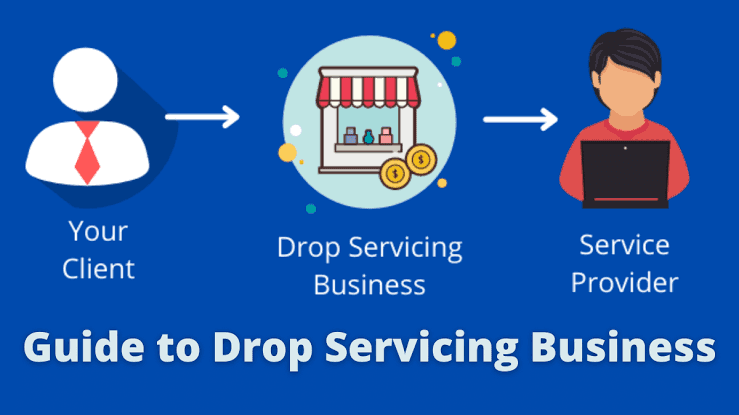 Your
Client
Drop Servicing
Business
Service
Provider
Guide to Drop Servicing Business